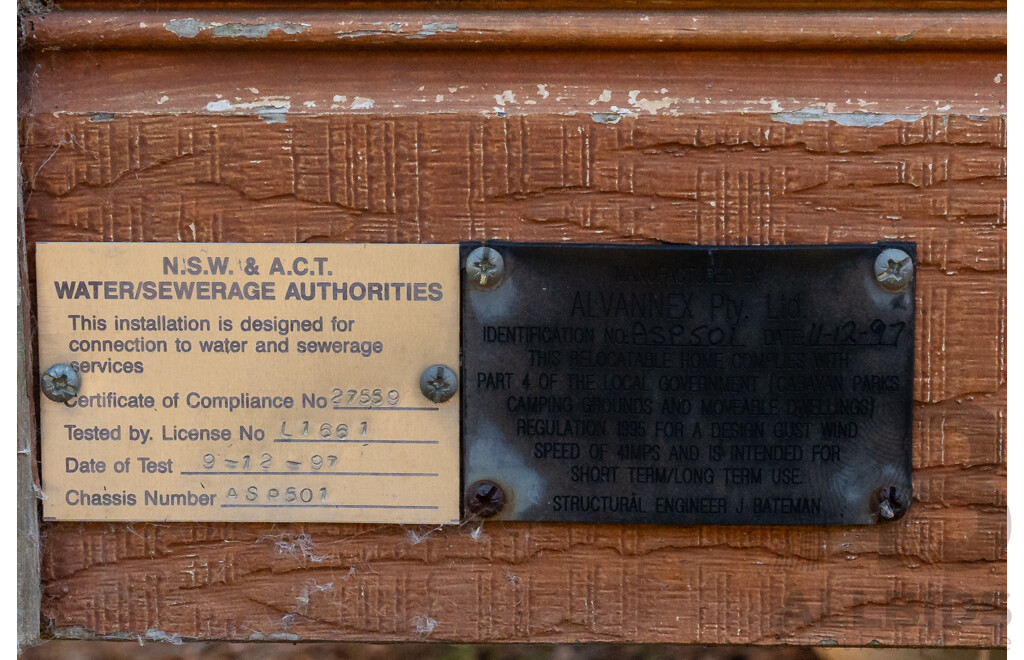 N.S.W. & A.C.T.
WATER/SEWERAGE AUTHORITIES
This installation is designed for
connection to water and sewerage
services
Certificate of Compliance No 27559
Tested by. License No L1661
Date of Test 9-12-97
Chassis Number ASP501
ALVANNEX Pty. Ltd.
IDENTIFICATION NO: ASP501 DATE 11-12-97
THIS RELOCATABLE HOME COMPLIES WITH
PART 4 OF THE LOCAL GOVERNMENT (CARAVAN PARKS
CAMPING GROUNDS AND MOVEABLE DWELLINGS)
REGULATION 1995 FOR A DESIGN GUST WIND
SPEED OF 41MPS AND IS INTENDED FOR
SHORT TERM/LONG TERM USE.
STRUCTURAL ENGINEER J BATEMAN
ALLBIDS